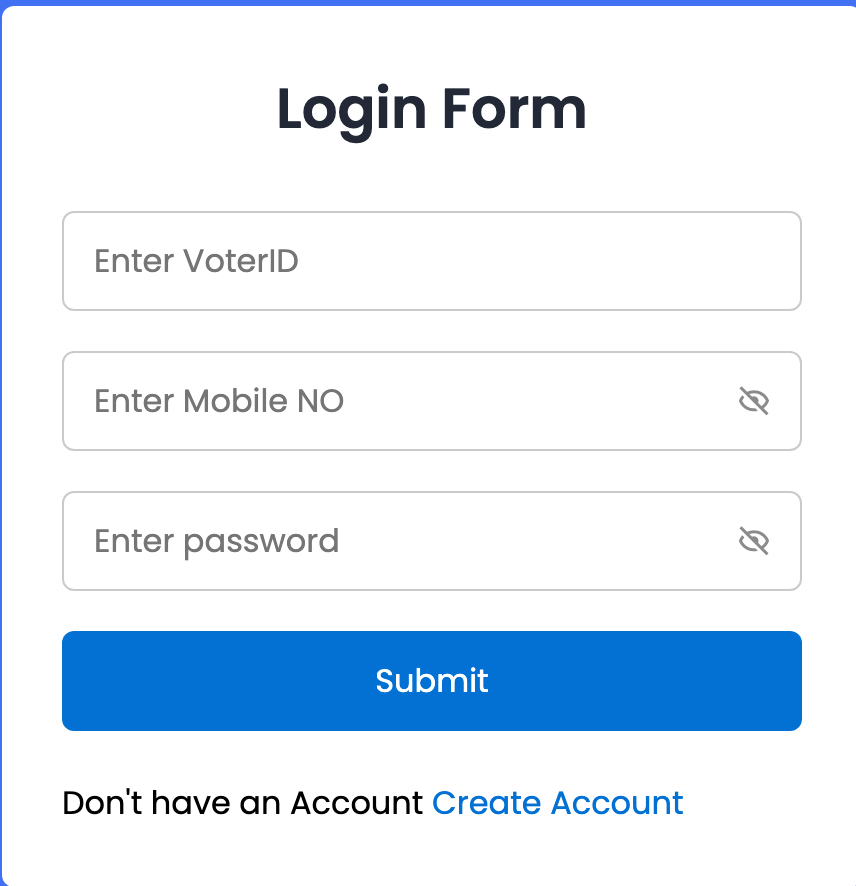 Login Form
Enter VoterID
Enter Mobile NO
Enter password
Submit
Don't have an Account Create Account